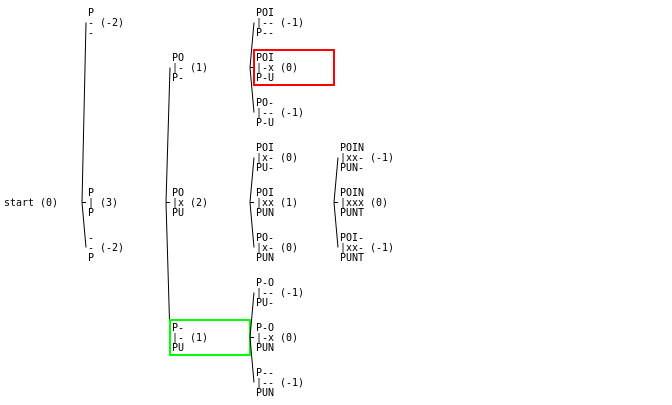 P
- (-2)
-
start (0)
P
| (3)
P
-
- (-2)
P
PO
|- (1)
P-
PO
|x (2)
PU
P-
|- (1)
PU
POI
|-- (-1)
P--
POI
|-x (0)
P-U
PO-
|-- (-1)
P-U
POI
|x- (0)
PU-
POI
|xx (1)
PUN
PO-
|x- (0)
PUN
P-O
|-- (-1)
PU-
P-O
|-x (0)
PUN
P--
|-- (-1)
PUN
POIN
|xx- (-1)
PUN-
POIN
|xxx (0)
PUNT
POI-
|xx- (-1)
PUNT